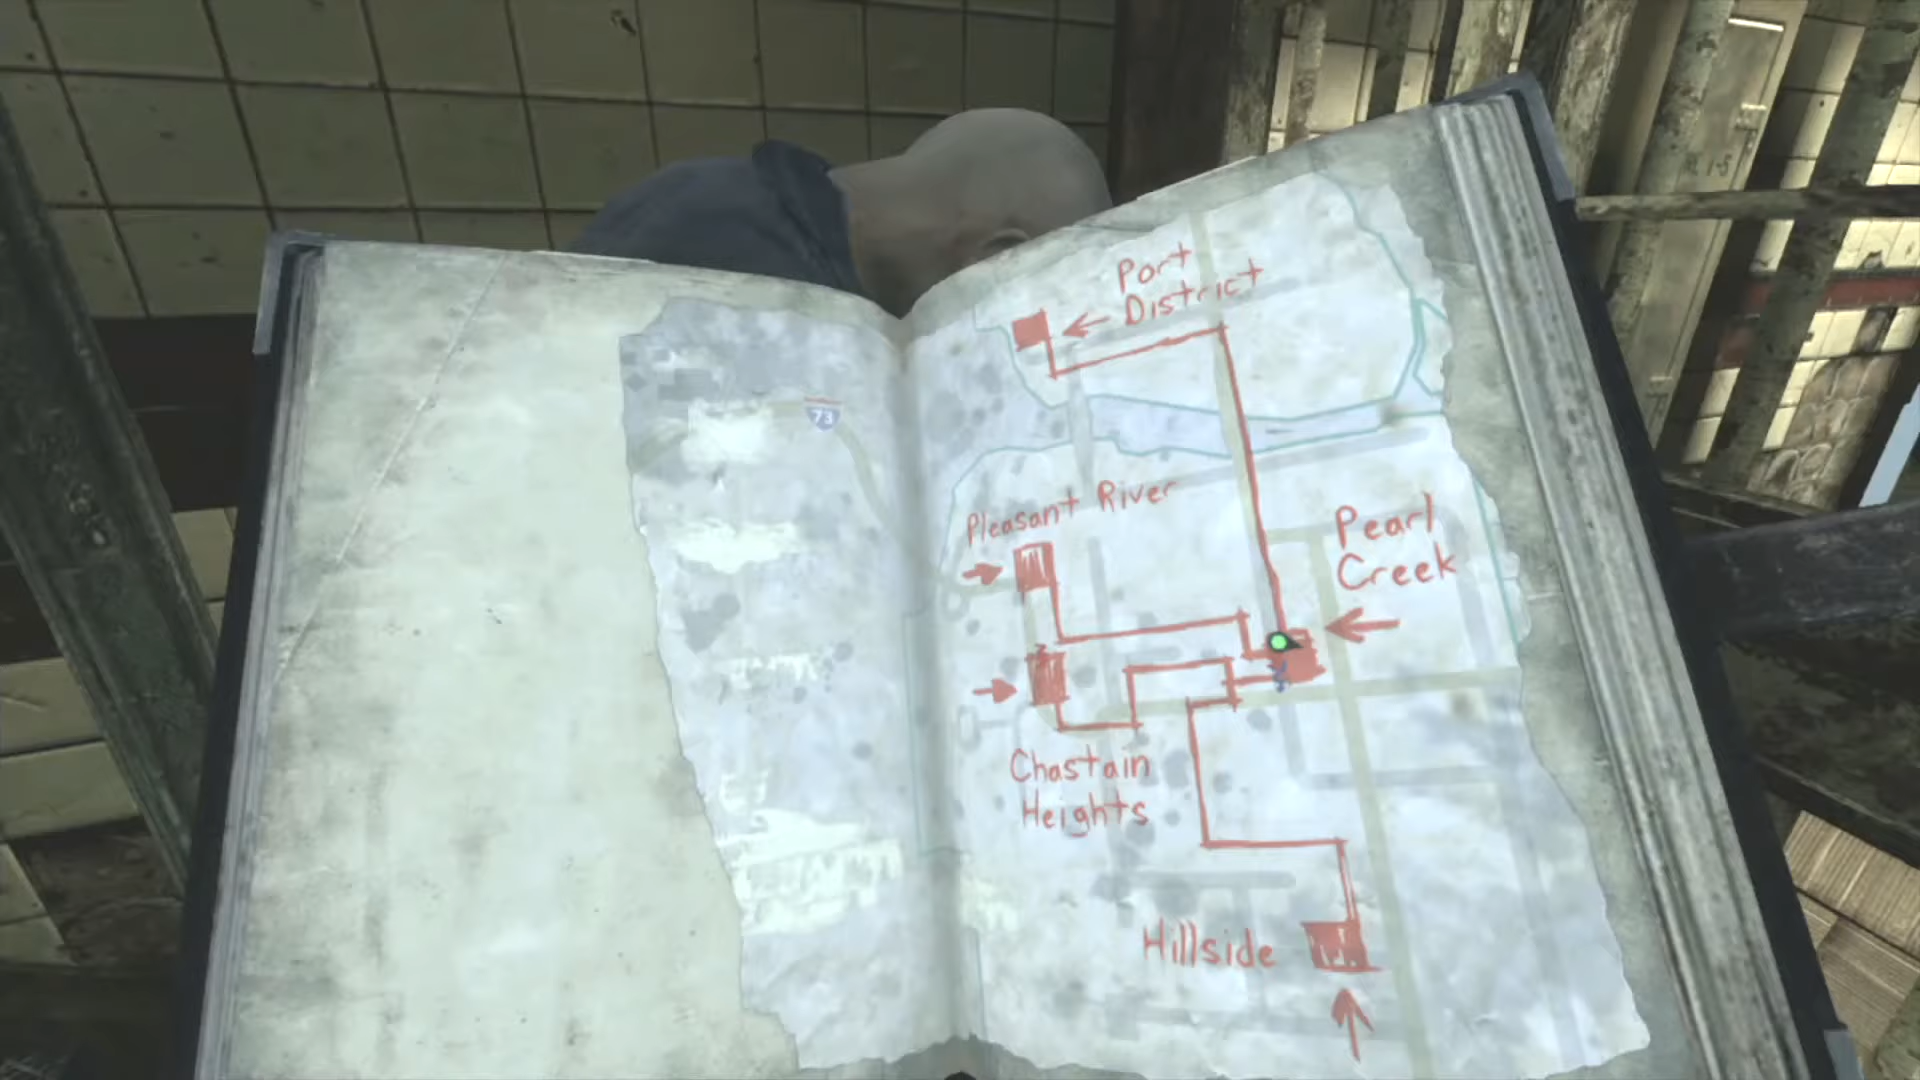 Port
District
73
Pleasant River
Pearl
Creek
Chastain
Heights
Hillside